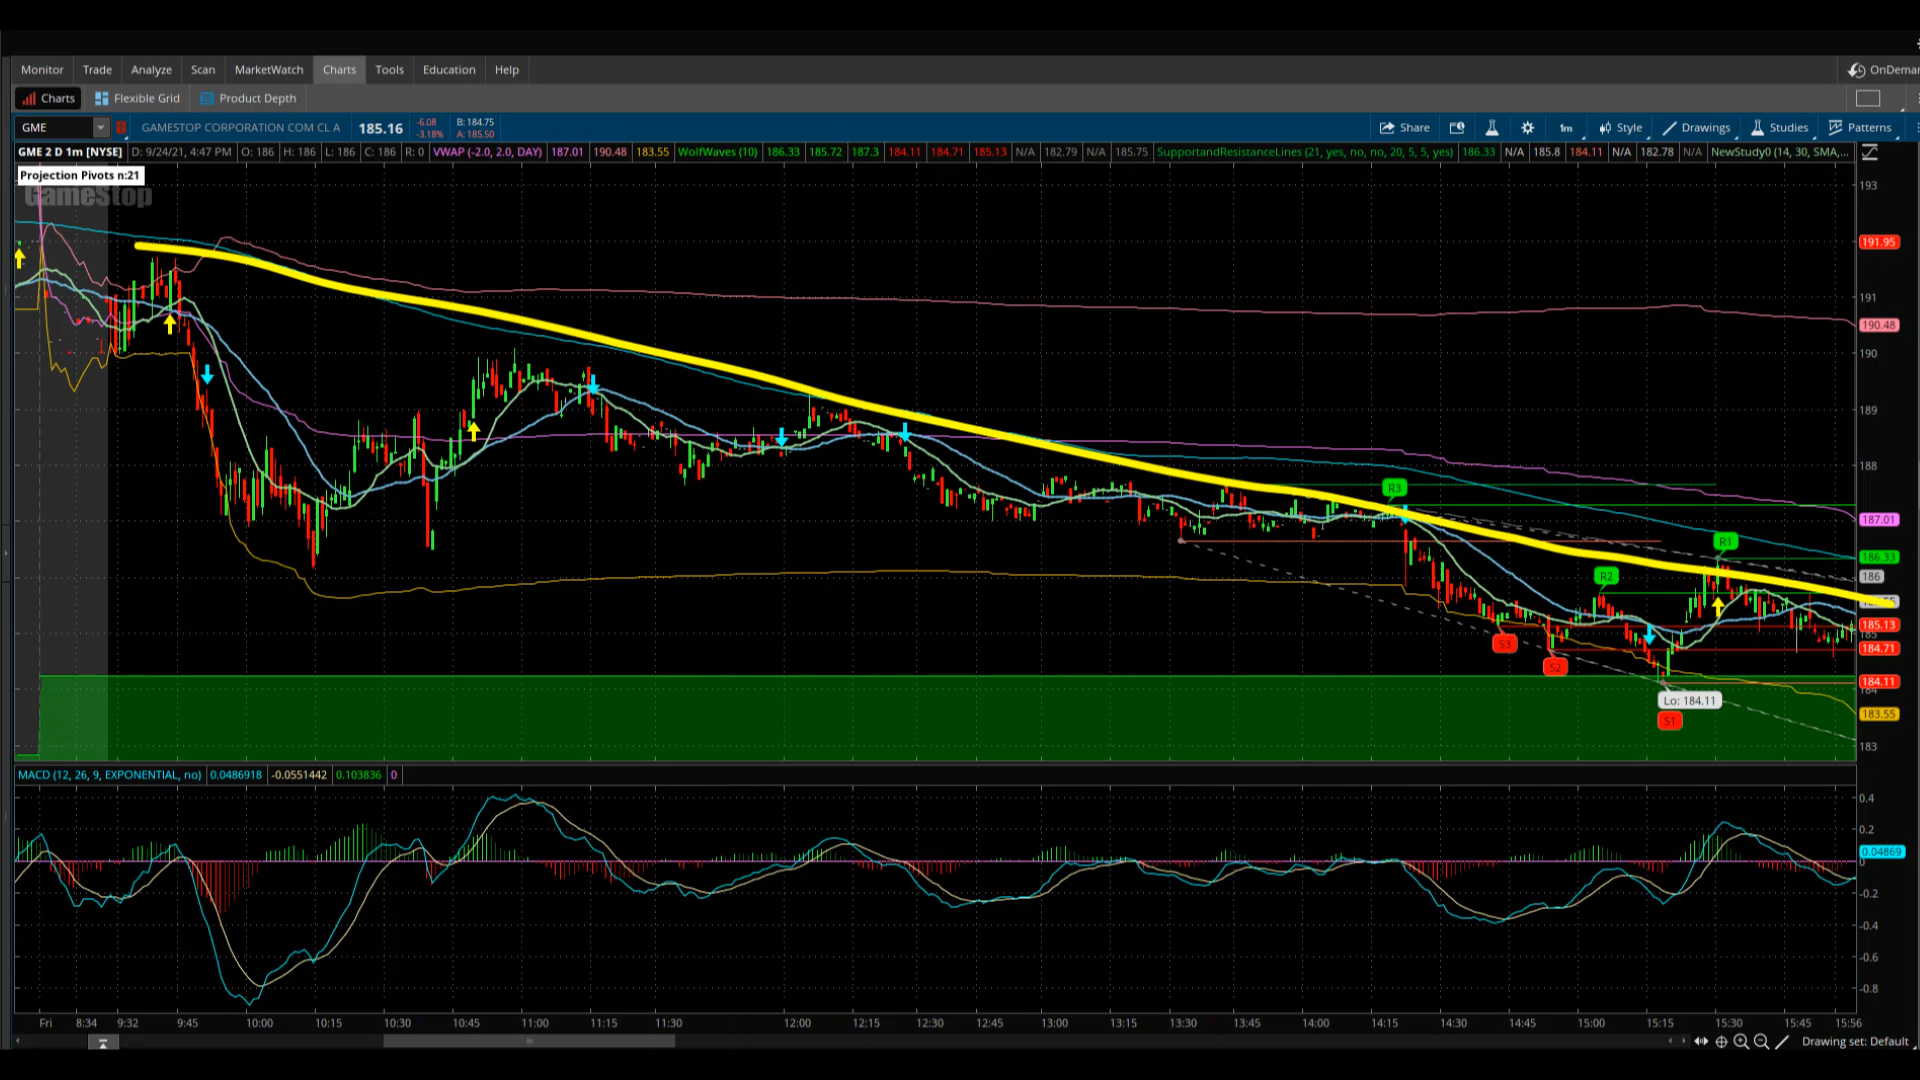 Monitor Trade Analyze Scan MarketWatch Charts Tools Education Help
Charts Flexible Grid Product Depth
GME GAMESTOP CORPORATION COM CL A 185.16 -6.08 B: 184.75
-3.18% A: 185.50
Share 1m Style Drawings Studies Patterns
GME 2 D 1m [NYSE] D: 9/24/21, 4:47 PM O: 186 H: 186 L: 186 C: 186 R: 0 VWAP (-2.0, 2.0, DAY) 187.01 190.48 183.55 WolfWaves (10) 186.33 185.72 187.3 184.11 184.71 185.13 N/A 182.79 N/A 185.75 SupportandResistanceLines (21, yes, no, no, 20, 5, 5, yes) 186.33 N/A 185.8 184.11 N/A 182.78 N/A NewStudy0 (14, 30, SMA,...
Projection Pivots n:21
GameStop
193
191.95
191
190.48
190
189
188
R3
187.01
R1
186.33
R2
186
185.13
S3
184.71
S2
184.11
Lo: 184.11
183.55
S1
183
MACD (12, 26, 9, EXPONENTIAL, no) 0.0486918 -0.0551442 0.103836 0
0.4
0.2
0.04869
-0.2
-0.4
-0.6
-0.8
Fri 8:34 9:32 9:45 10:00 10:15 10:30 10:45 11:00 11:15 11:30 12:00 12:15 12:30 12:45 13:00 13:15 13:30 13:45 14:00 14:15 14:30 14:45 15:00 15:15 15:30 15:45 15:56
Drawing set: Default